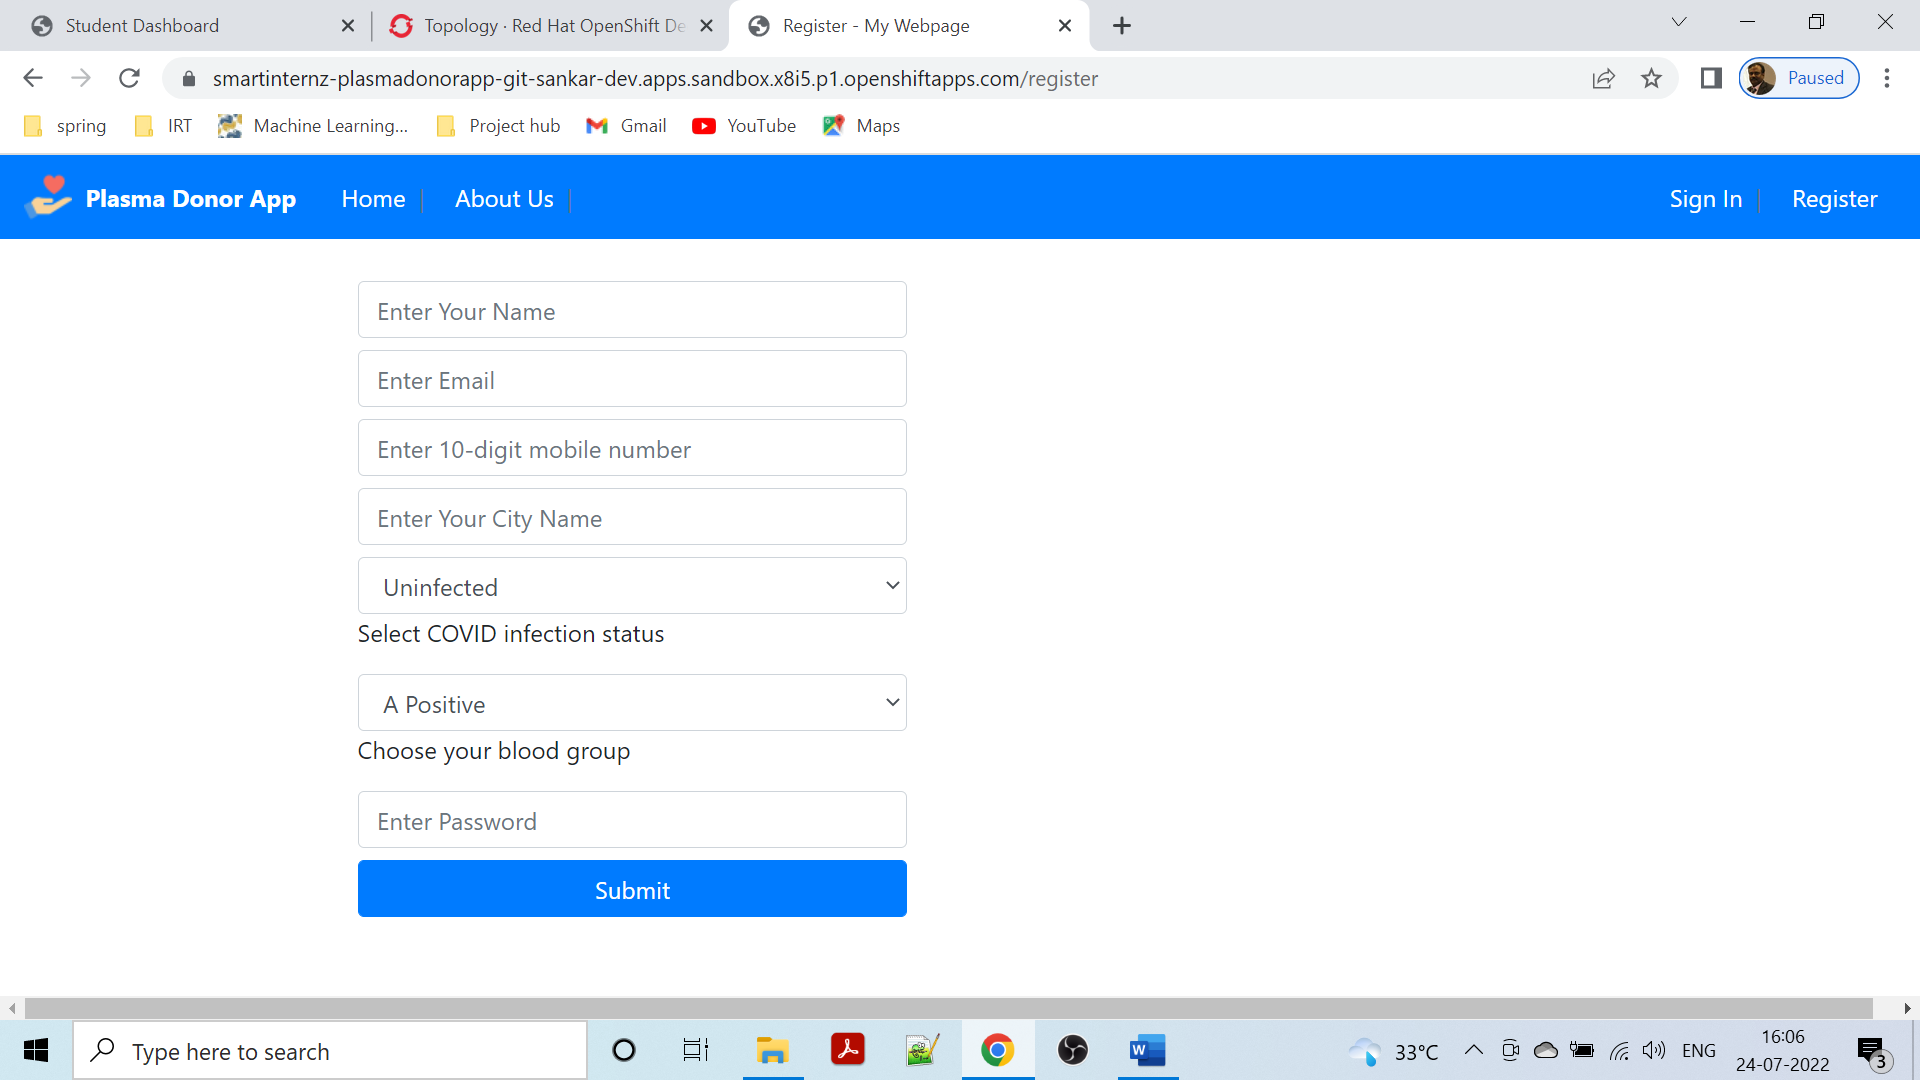 Student Dashboard
Topology · Red Hat OpenShift De
Register - My Webpage
smartinternz-plasmadonorapp-git-sankar-dev.apps.sandbox.x8i5.p1.openshiftapps.com/register
Paused
spring
IRT
Machine Learning...
Project hub
Gmail
YouTube
Maps
Plasma Donor App
Home
About Us
Sign In
Register
Enter Your Name
Enter Email
Enter 10-digit mobile number
Enter Your City Name
Uninfected
Select COVID infection status
A Positive
Choose your blood group
Enter Password
Submit
Type here to search
W
33°C
ENG
16:06
24-07-2022
3